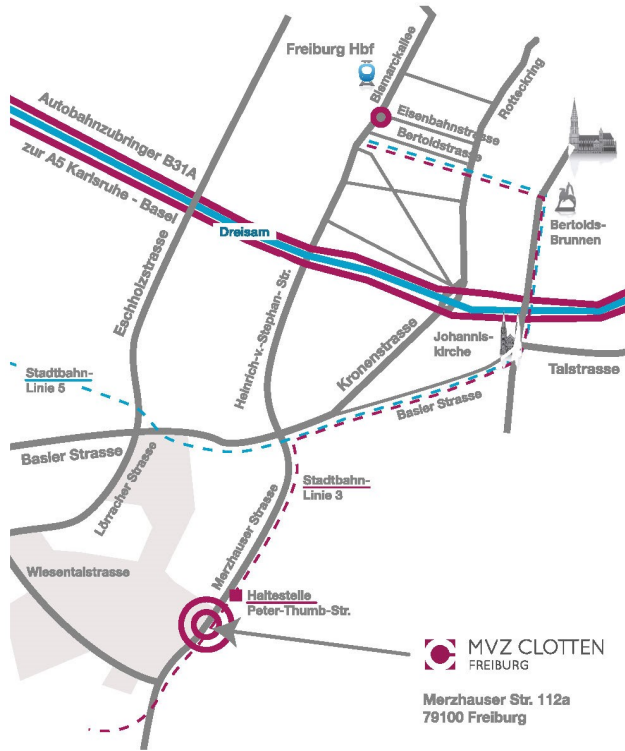 Freiburg Hbf
Bismarckallee
Rotteckring
Eisenbahnstrasse
Bertoldstrasse
Autobahnzubringer B31A
zur A5 Karlsruhe - Basel
Dreisam
Bertolds-
Brunnen
Eschholzstrasse
Heinrich-v.-Stephan- Str.
Kronenstrasse
Johannis-
kirche
Talstrasse
Stadtbahn-
Linie 5
Basler Strasse
Basler Strasse
Lörracher Strasse
Stadtbahn-
Linie 3
Merzhauser Strasse
Wiesentalstrasse
Haltestelle
Peter-Thumb-Str.
MVZ CLOTTEN
FREIBURG
Merzhauser Str. 112a
79100 Freiburg